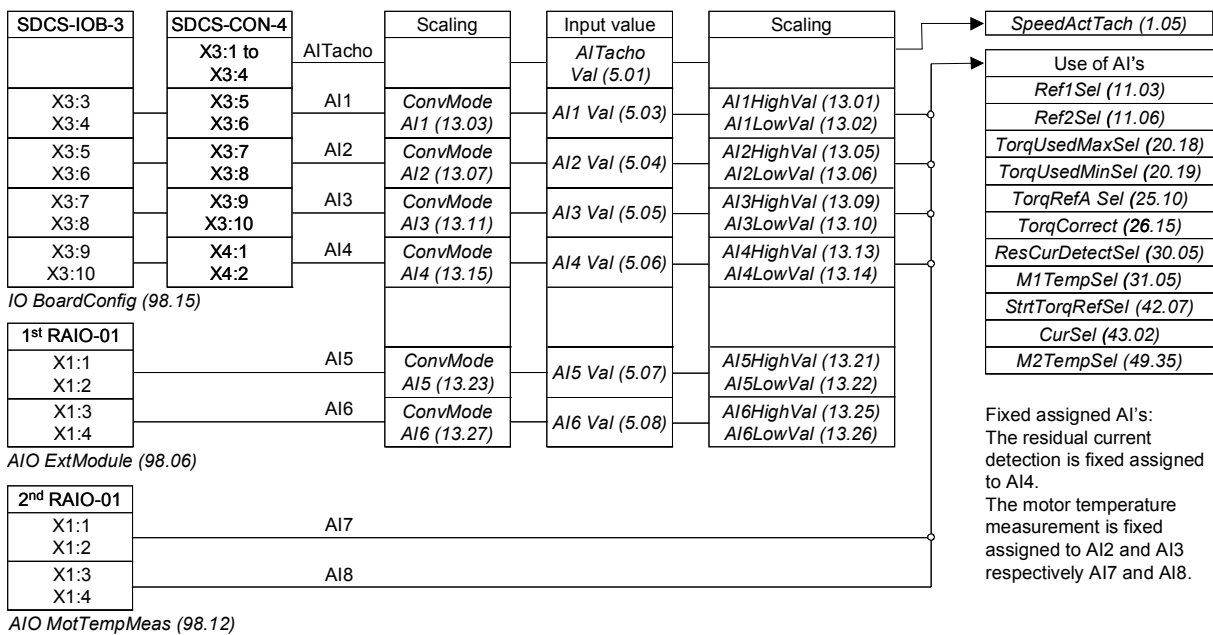 SDCS-IOB-3
SDCS-CON-4
Scaling
Input value
Scaling
SpeedActTach (1.05)
X3:1 to
X3:4
AITacho
AITacho
Val (5.01)
X3:3
X3:4
X3:5
X3:6
AI1
ConvMode
AI1 (13.03)
AI1 Val (5.03)
AI1HighVal (13.01)
AI1LowVal (13.02)
X3:5
X3:6
X3:7
X3:8
AI2
ConvMode
AI2 (13.07)
AI2 Val (5.04)
AI2HighVal (13.05)
AI2LowVal (13.06)
X3:7
X3:8
X3:9
X3:10
AI3
ConvMode
AI3 (13.11)
AI3 Val (5.05)
AI3HighVal (13.09)
AI3LowVal (13.10)
X3:9
X3:10
X4:1
X4:2
AI4
ConvMode
AI4 (13.15)
AI4 Val (5.06)
AI4HighVal (13.13)
AI4LowVal (13.14)
IO BoardConfig (98.15)
1st RAIO-01
X1:1
X1:2
AI5
ConvMode
AI5 (13.23)
AI5 Val (5.07)
AI5HighVal (13.21)
AI5LowVal (13.22)
X1:3
X1:4
AI6
ConvMode
AI6 (13.27)
AI6 Val (5.08)
AI6HighVal (13.25)
AI6LowVal (13.26)
AIO ExtModule (98.06)
2nd RAIO-01
X1:1
X1:2
AI7
X1:3
X1:4
AI8
AIO MotTempMeas (98.12)
Use of AI's
Ref1Sel (11.03)
Ref2Sel (11.06)
TorqUsedMaxSel (20.18)
TorqUsedMinSel (20.19)
TorqRefA Sel (25.10)
TorqCorrect (26.15)
ResCurDetectSel (30.05)
M1TempSel (31.05)
StrtTorqRefSel (42.07)
CurSel (43.02)
M2TempSel (49.35)
Fixed assigned AI's:
The residual current
detection is fixed assigned
to AI4.
The motor temperature
measurement is fixed
assigned to AI2 and AI3
respectively AI7 and AI8.